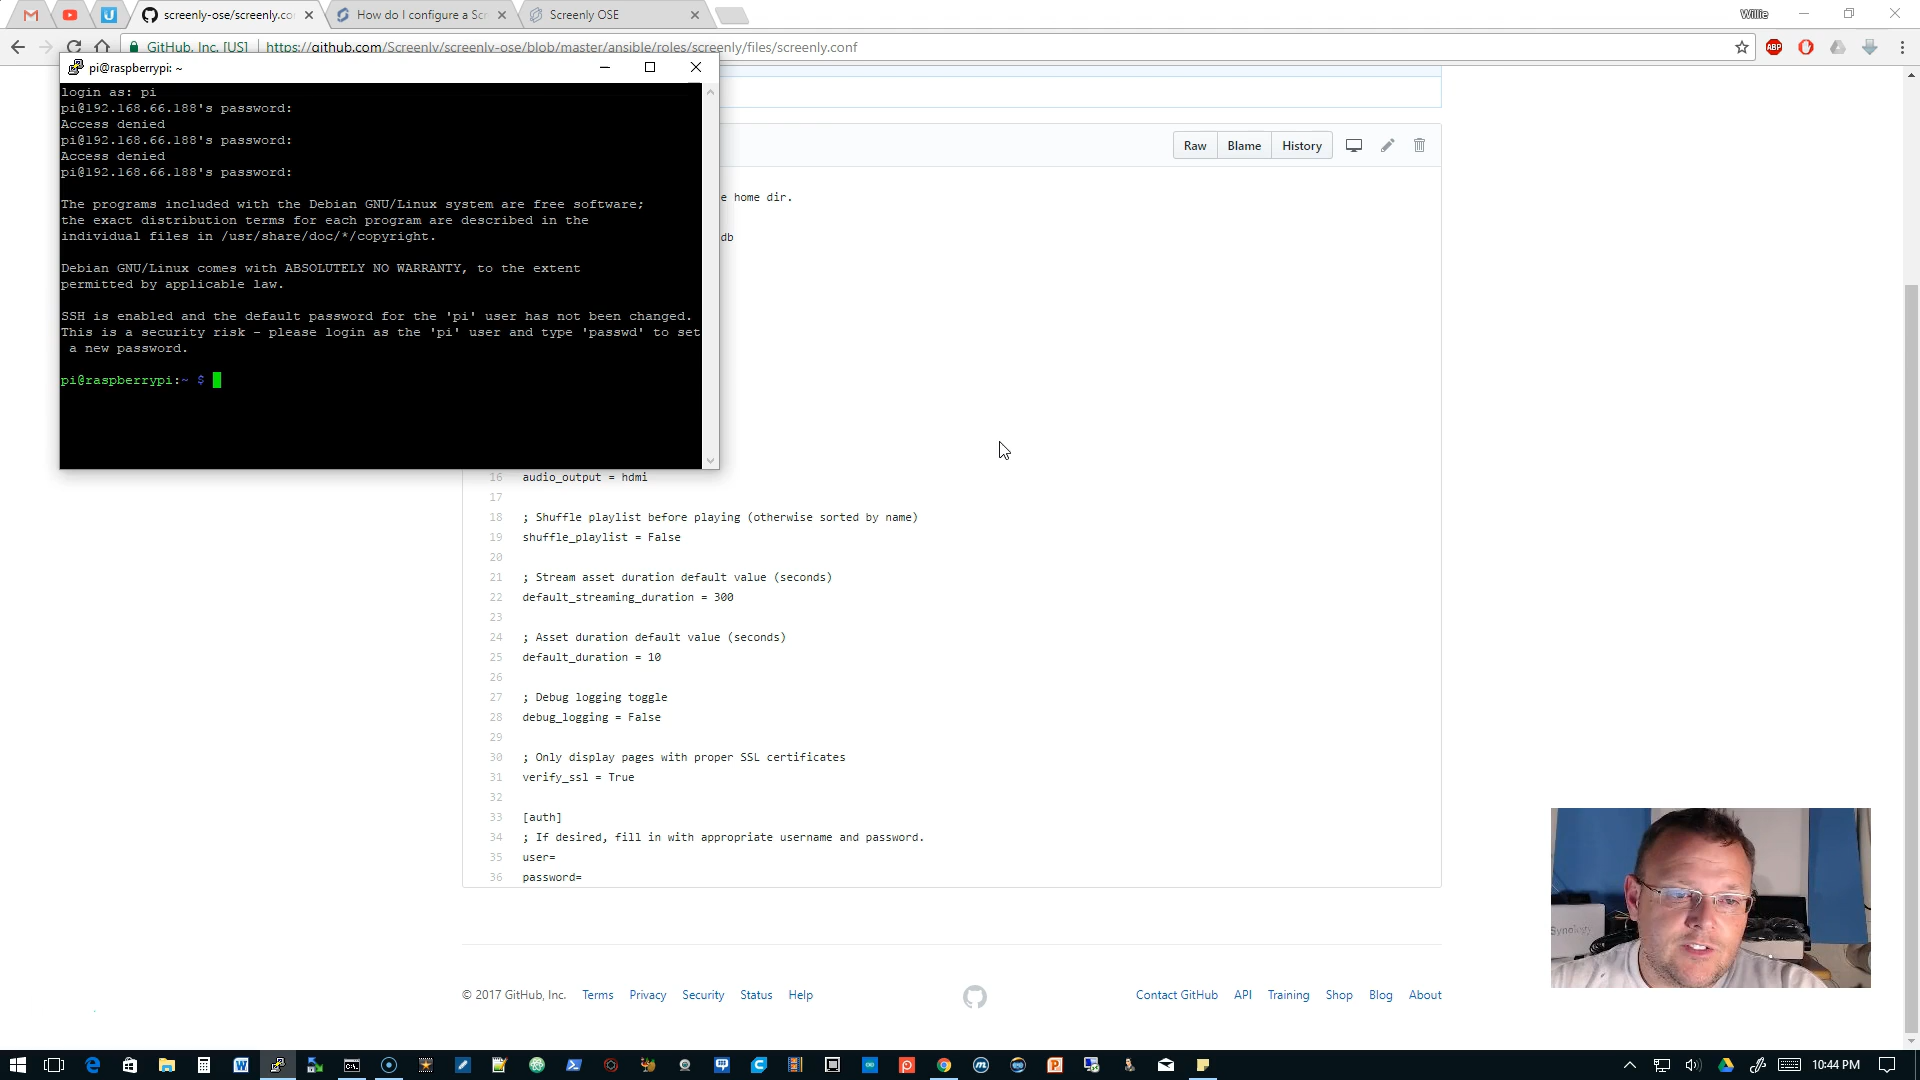 screenly-ose/screenly.co
How do I configure a Scr
Screenly OSE
Willie
GitHub, Inc. [US]
https://github.com/Screenly/screenly-ose/blob/master/ansible/roles/screenly/files/screenly.conf
ABP
pi@raspberrypi: ~
login as: pi
pi@192.168.66.188's password:
Access denied
pi@192.168.66.188's password:
Access denied
pi@192.168.66.188's password:
The programs included with the Debian GNU/Linux system are free software;
the exact distribution terms for each program are described in the
individual files in /usr/share/doc/*/copyright.
Debian GNU/Linux comes with ABSOLUTELY NO WARRANTY, to the extent
permitted by applicable law.
SSH is enabled and the default password for the 'pi' user has not been changed.
This is a security risk - please login as the 'pi' user and type 'passwd' to set
a new password.
pi@raspberrypi:~ $
Raw Blame History
e home dir.
db
16 audio_output = hdmi
17
18 ; Shuffle playlist before playing (otherwise sorted by name)
19 shuffle_playlist = False
20
21 ; Stream asset duration default value (seconds)
22 default_streaming_duration = 300
23
24 ; Asset duration default value (seconds)
25 default_duration = 10
26
27 ; Debug logging toggle
28 debug_logging = False
29
30 ; Only display pages with proper SSL certificates
31 verify_ssl = True
32
33 [auth]
34 ; If desired, fill in with appropriate username and password.
35 user=
36 password=
Synology
© 2017 GitHub, Inc. Terms Privacy Security Status Help
Contact GitHub API Training Shop Blog About
10:44 PM